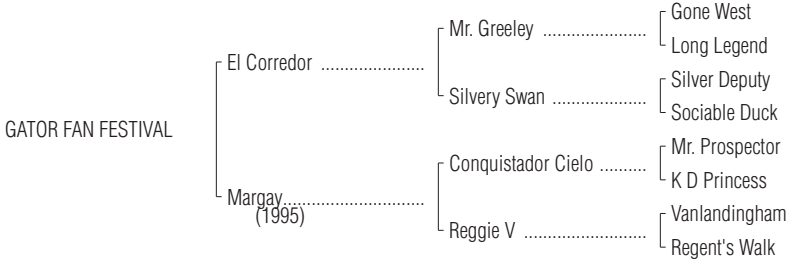 Gone West
Mr. Greeley ......................
Long Legend
El Corredor ......................
Silver Deputy
Silvery Swan ....................
Sociable Duck
GATOR FAN FESTIVAL
Mr. Prospector
Conquistador Cielo ..........
K D Princess
Margay..............................
(1995)
Vanlandingham
Reggie V ..........................
Regent's Walk